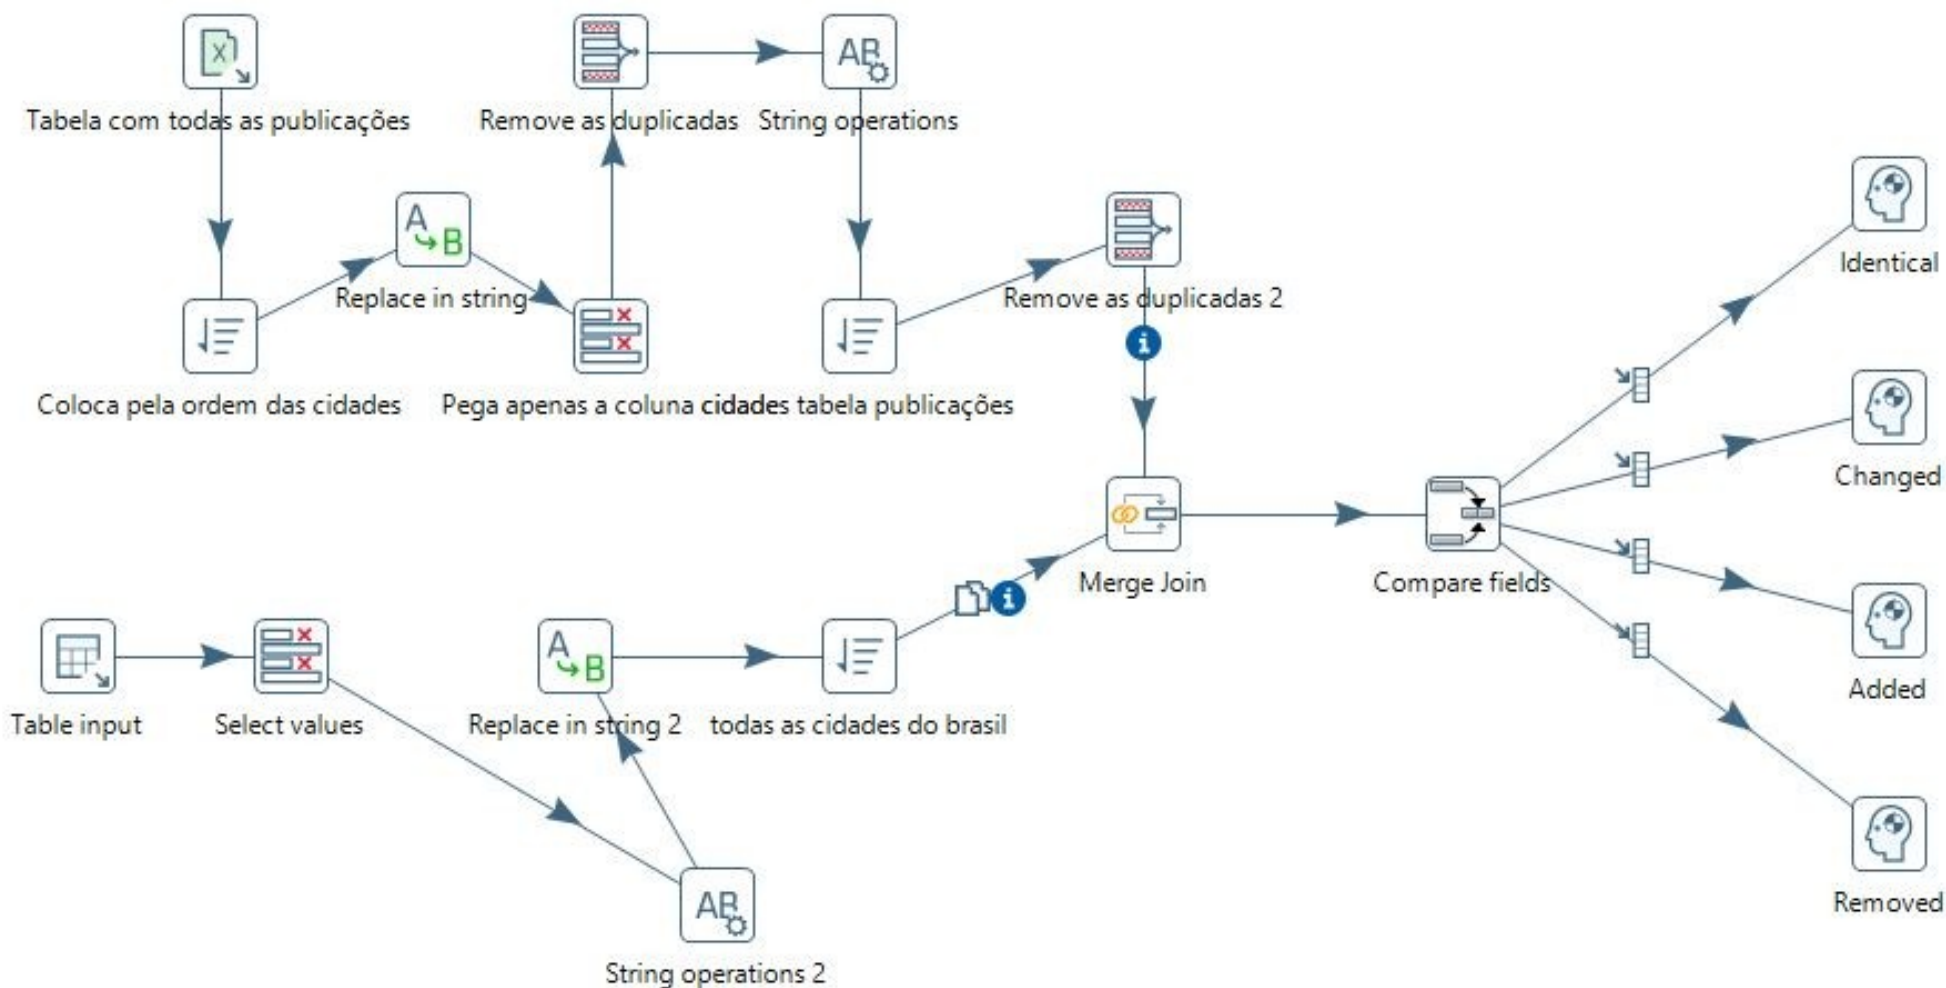 Tabela com todas as publicações
Remove as duplicadas
String operations
Replace in string
Remove as duplicadas 2
Identical
Coloca pela ordem das cidades
Pega apenas a coluna cidades tabela publicações
Changed
Merge Join
Compare fields
Table input
Select values
Replace in string 2
todas as cidades do brasil
Added
Removed
String operations 2